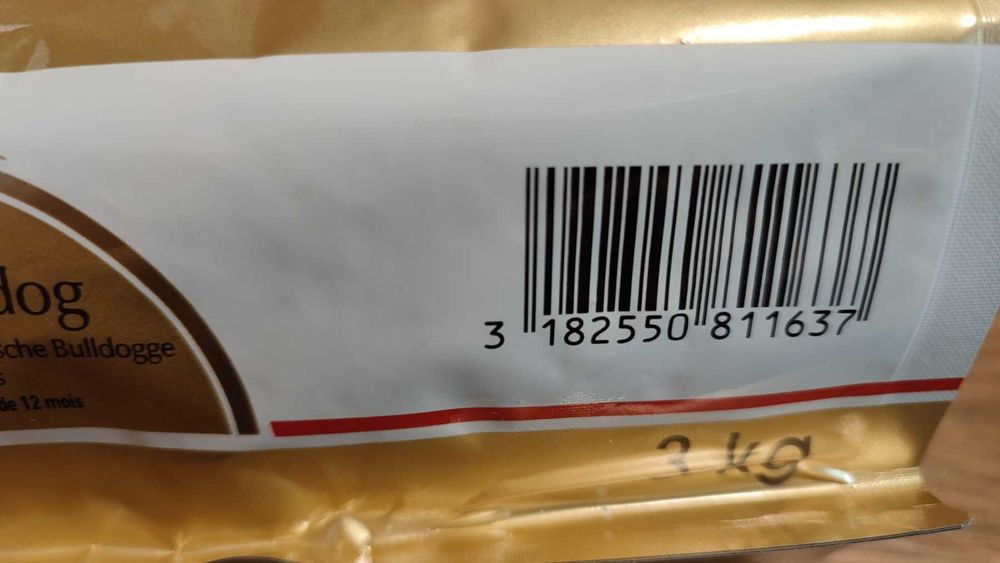 dog
sche Bulldogge
s
de 12 mois
3 182550 811637
3 kg